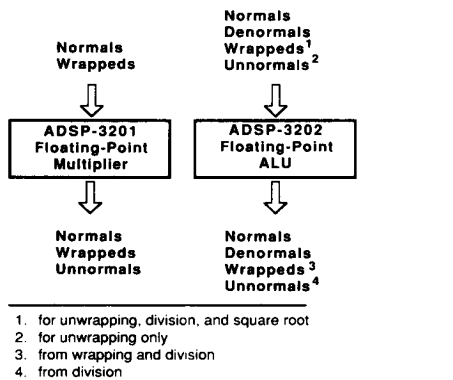 Normals
Wrappeds
Normals
Denormals
Wrappeds1
Unnormals2
ADSP-3201
Floating-Point
Multiplier
ADSP-3202
Floating-Point
ALU
Normals
Wrappeds
Unnormals
Normals
Denormals
Wrappeds3
Unnormals4
1. for unwrapping, division, and square root
2. for unwrapping only
3. from wrapping and division
4. from division